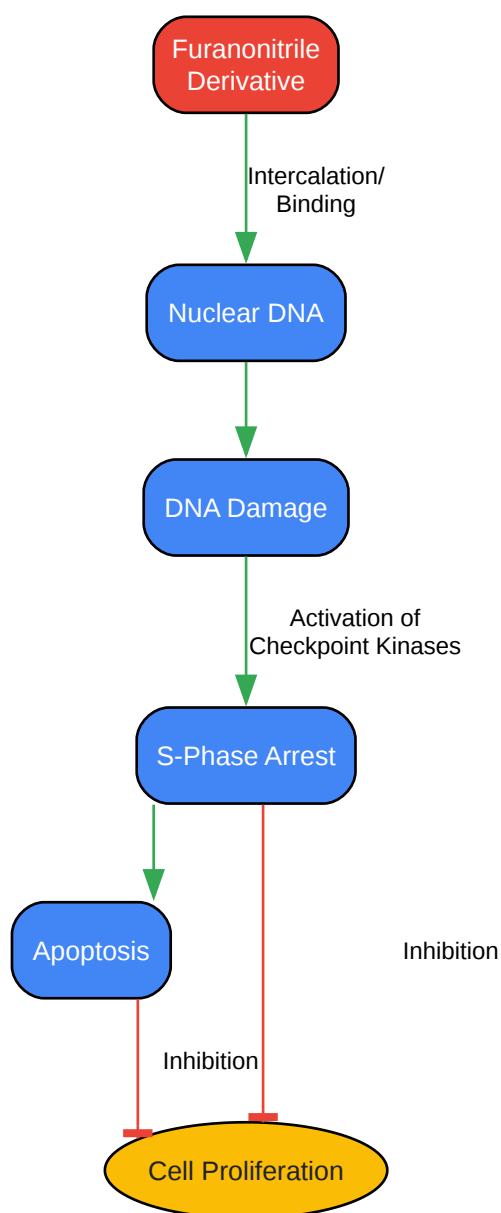 Furanonitrile
Derivative
Intercalation/
Binding
Nuclear DNA
DNA Damage
Activation of
Checkpoint Kinases
S-Phase Arrest
Apoptosis
Inhibition
Inhibition
Cell Proliferation